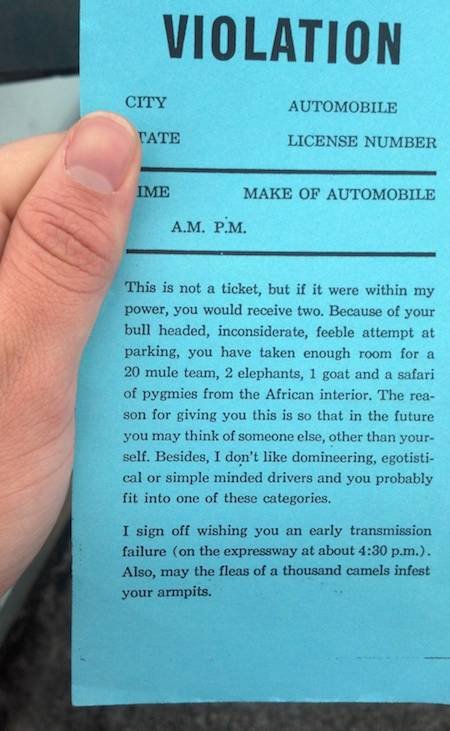 VIOLATION
CITY AUTOMOBILE
TATE LICENSE NUMBER
IME MAKE OF AUTOMOBILE
A.M. P.M.
This is not a ticket, but if it were within my
power, you would receive two. Because of your
bull headed, inconsiderate, feeble attempt at
parking, you have taken enough room for a
20 mule team, 2 elephants, 1 goat and a safari
of pygmies from the African interior. The rea-
son for giving you this is so that in the future
you may think of someone else, other than your-
self. Besides, I don't like domineering, egotisti-
cal or simple minded drivers and you probably
fit into one of these categories.
I sign off wishing you an early transmission
failure (on the expressway at about 4:30 p.m.).
Also, may the fleas of a thousand camels infest
your armpits.